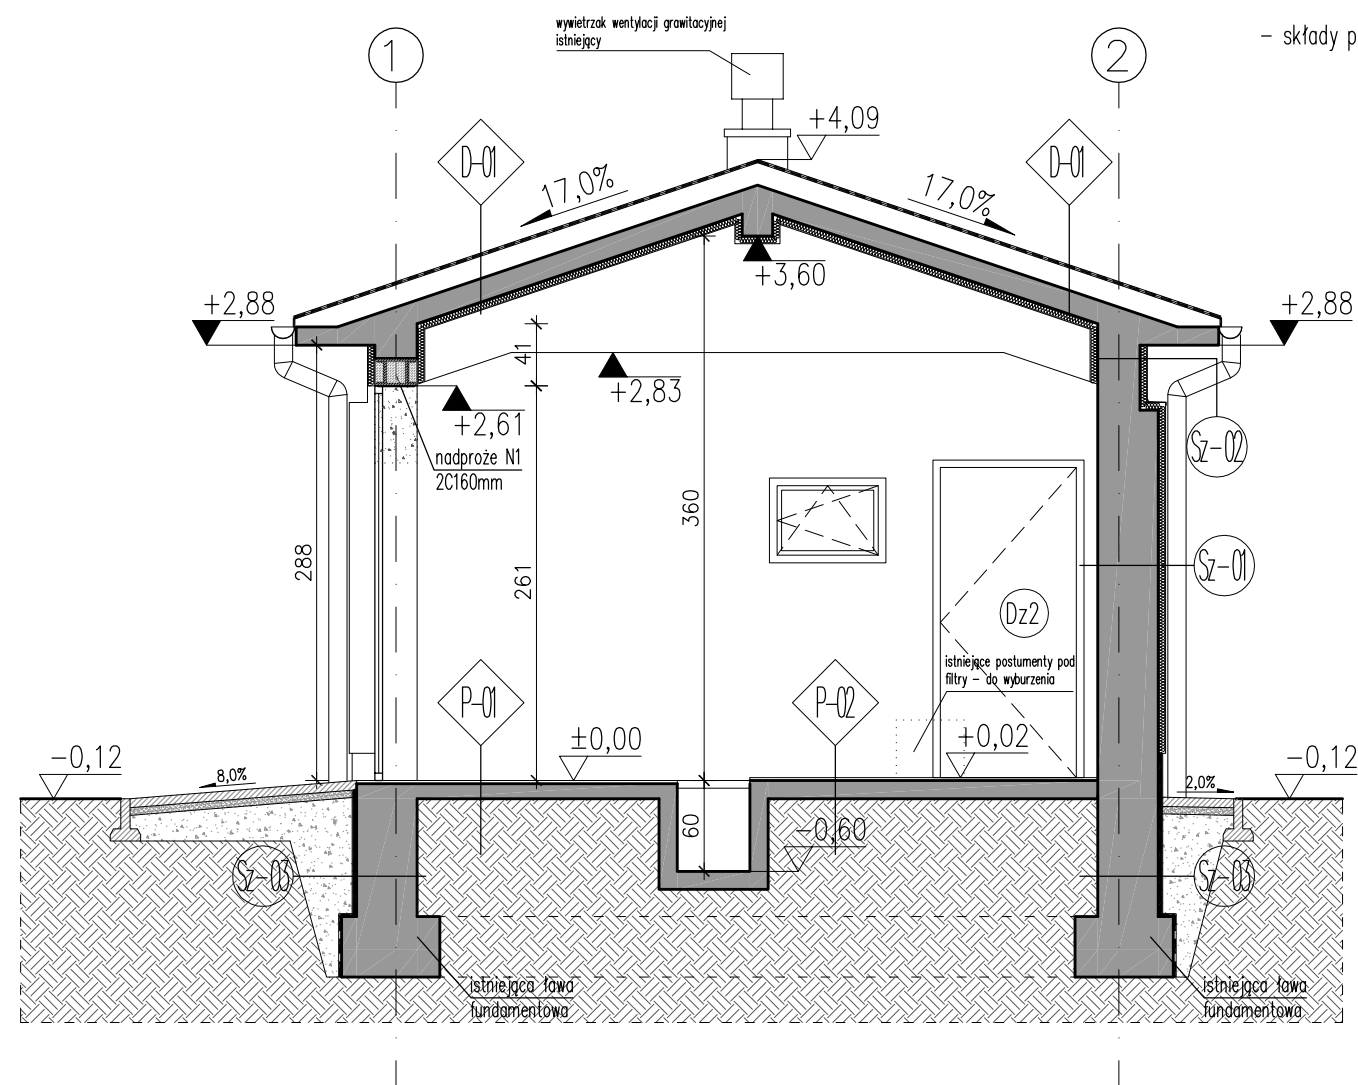 wywietrzak wentylacji grawitacyjnej
istniejący
- składy p
1
2
+4,09
D-01
D-01
17,0%
17,0%
+3,60
+2,88
+2,88
41
+2,83
+2,61
nadproże N1
2C160mm
Sz-02
360
288
261
Sz-01
Dz2
istniejące postumenty pod
filtry - do wyburzenia
P-01
P-02
±0,00
+0,02
-0,12
-0,12
8,0%
2,0%
60
-0,60
Sz-03
Sz-03
istniejąca ława
fundamentowa
istniejąca ława
fundamentowa